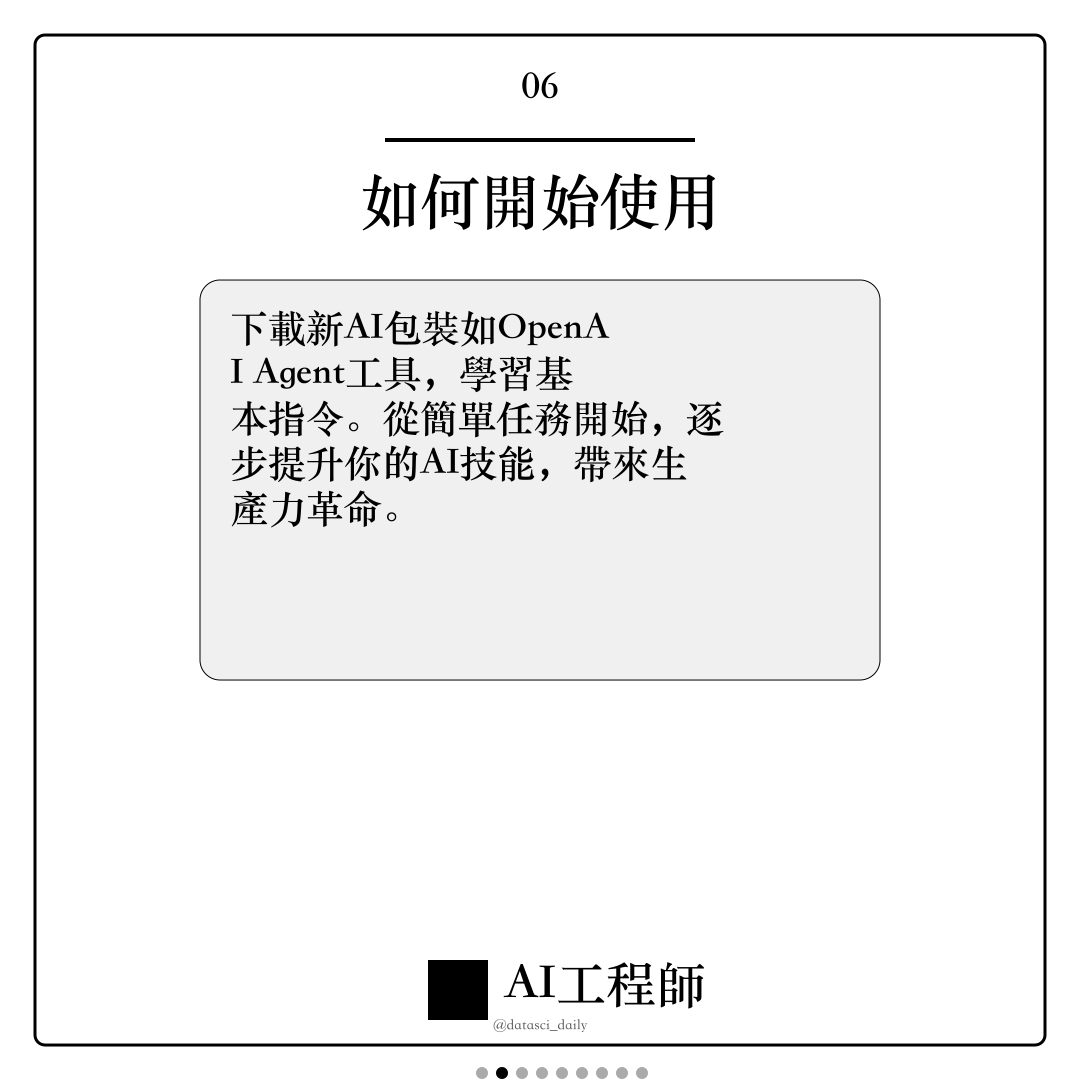 06
如何開始使用
下載新AI包裝如OpenA
I Agent工具，學習基
本指令。從簡單任務開始，逐
步提升你的AI技能，帶來生
產力革命。
AI工程師
@datasci_daily